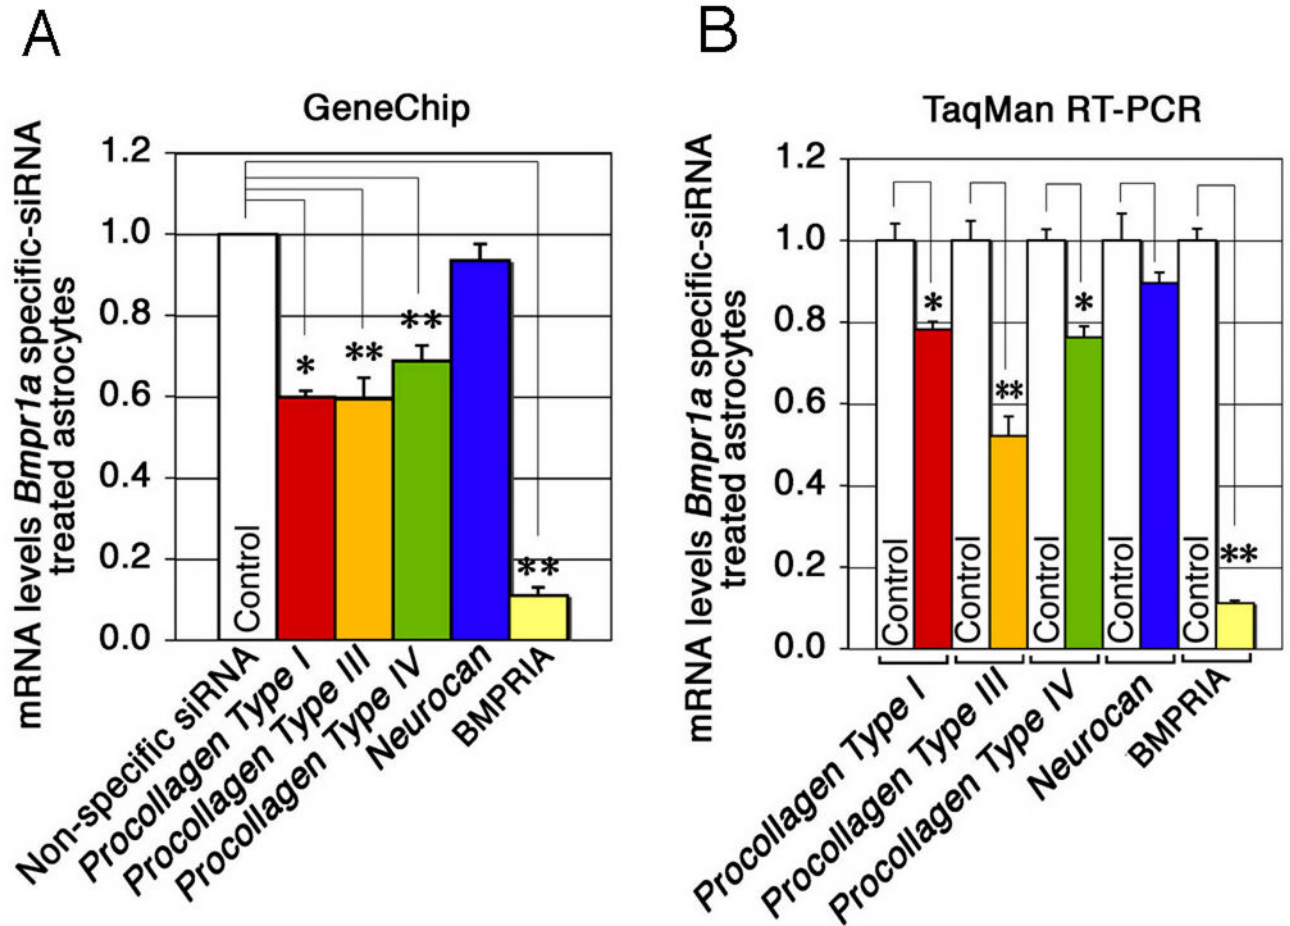 A
GeneChip
mRNA levels Bmpr1a specific-siRNA
treated astrocytes
1.2
1.0
0.8
0.6
0.4
0.2
0.0
*
**
**
**
Control
Non-specific siRNA
Procollagen Type I
Procollagen Type III
Procollagen Type IV
Neurocan
BMPRIA
B
TaqMan RT-PCR
mRNA levels Bmpr1a specific-siRNA
treated astrocytes
1.2
1.0
0.8
0.6
0.4
0.2
0.0
*
**
*
**
Control
Control
Control
Control
Control
Procollagen Type I
Procollagen Type III
Procollagen Type IV
Neurocan
BMPRIA